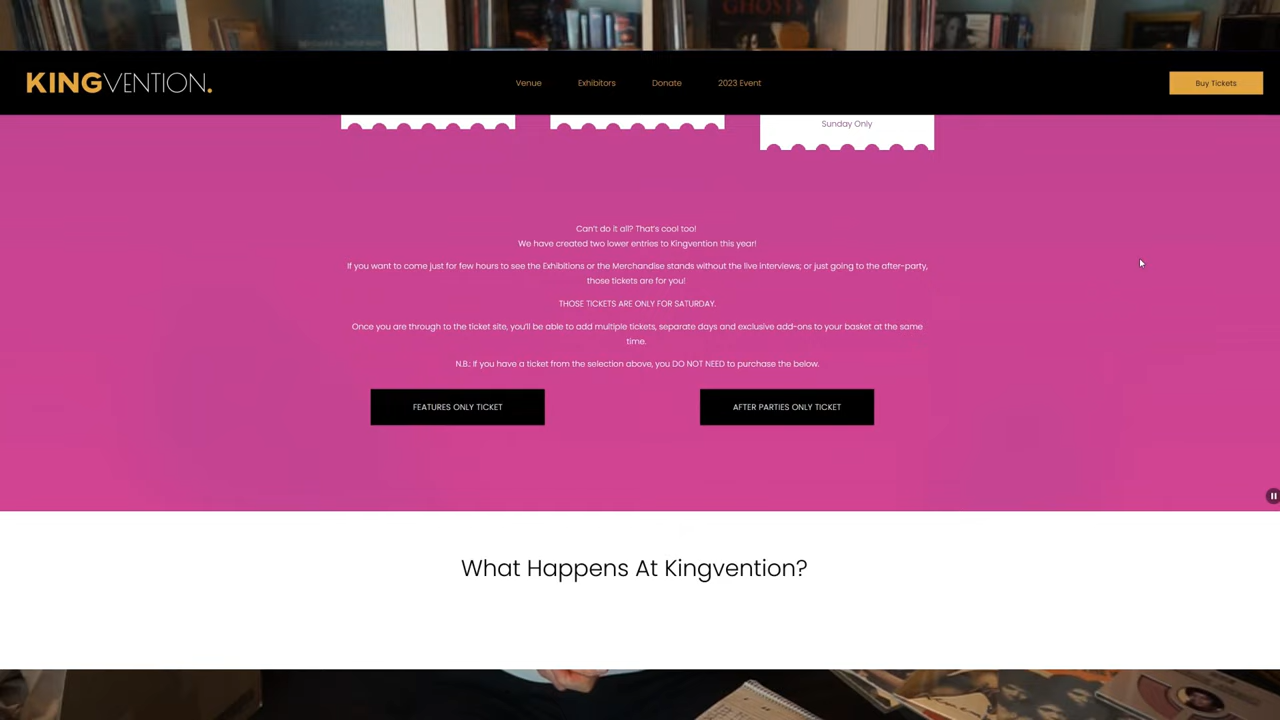 GHOSTS
KINGVENTION.
Venue
Exhibitors
Donate
2023 Event
Buy Tickets
Sunday Only
Can't do it all? That's cool too!
We have created two lower entries to Kingvention this year!
If you want to come just for few hours to see the Exhibitions or the Merchandise stands without the live interviews; or just going to the after-party,
those tickets are for you!
THOSE TICKETS ARE ONLY FOR SATURDAY.
Once you are through to the ticket site, you'll be able to add multiple tickets, separate days and exclusive add-ons to your basket at the same
time.
N.B.: If you have a ticket from the selection above, you DO NOT NEED to purchase the below.
FEATURES ONLY TICKET
AFTER PARTIES ONLY TICKET
What Happens At Kingvention?